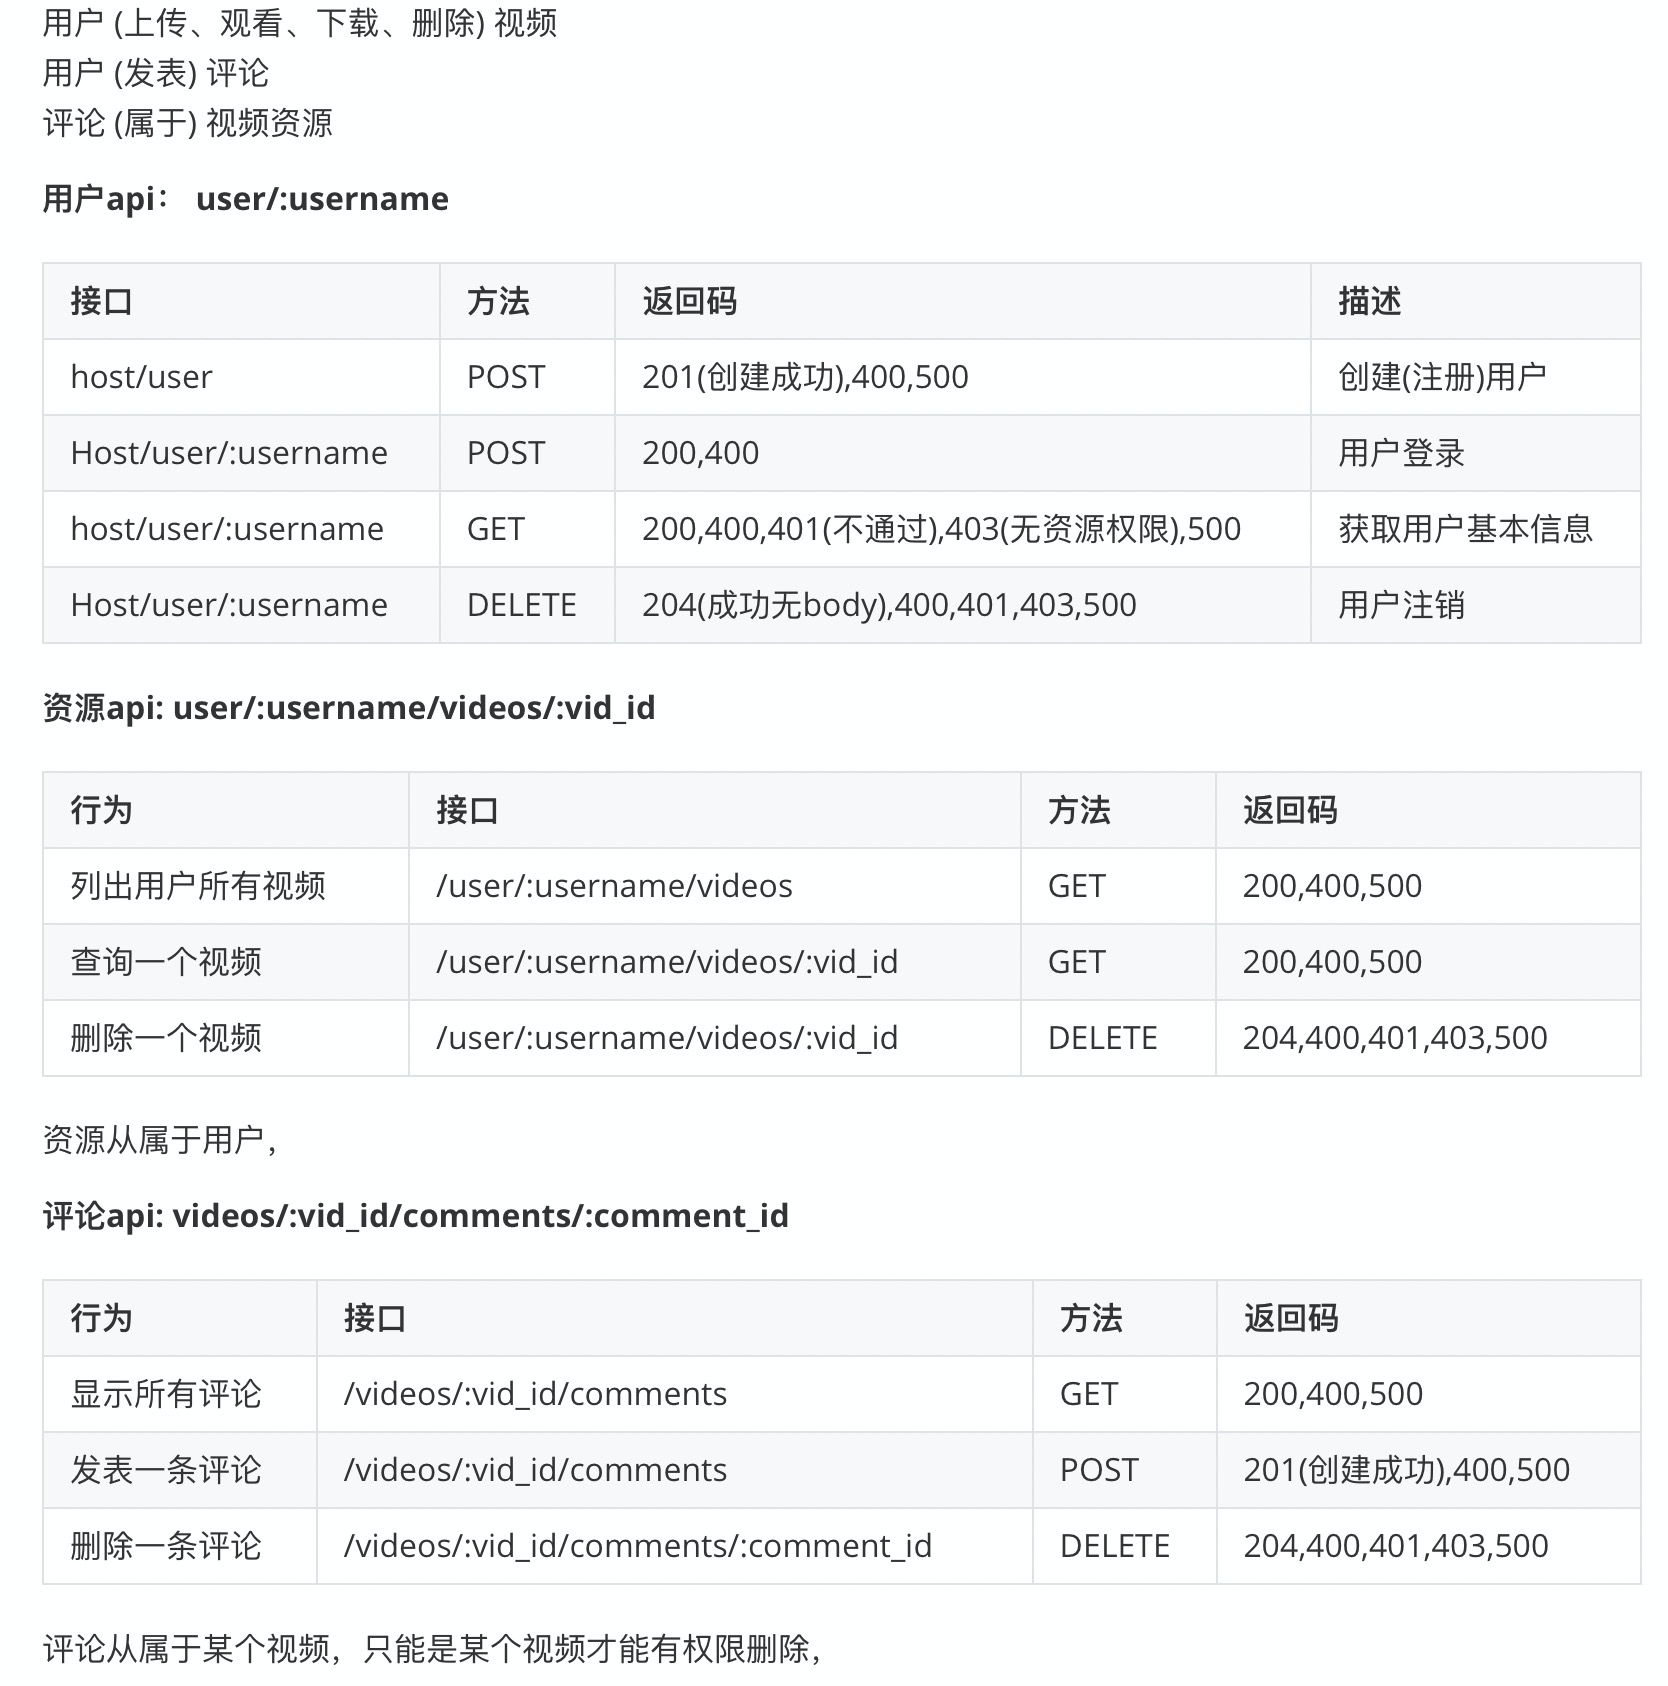 用户 (上传、观看、下载、删除) 视频
用户 (发表) 评论
评论 (属于) 视频资源
用户api： user/:username
接口 方法 返回码 描述
host/user POST 201(创建成功),400,500 创建(注册)用户
Host/user/:username POST 200,400 用户登录
host/user/:username GET 200,400,401(不通过),403(无资源权限),500 获取用户基本信息
Host/user/:username DELETE 204(成功无body),400,401,403,500 用户注销
资源api: user/:username/videos/:vid_id
行为 接口 方法 返回码
列出用户所有视频 /user/:username/videos GET 200,400,500
查询一个视频 /user/:username/videos/:vid_id GET 200,400,500
删除一个视频 /user/:username/videos/:vid_id DELETE 204,400,401,403,500
资源从属于用户，
评论api: videos/:vid_id/comments/:comment_id
行为 接口 方法 返回码
显示所有评论 /videos/:vid_id/comments GET 200,400,500
发表一条评论 /videos/:vid_id/comments POST 201(创建成功),400,500
删除一条评论 /videos/:vid_id/comments/:comment_id DELETE 204,400,401,403,500
评论从属于某个视频，只能是某个视频才能有权限删除，